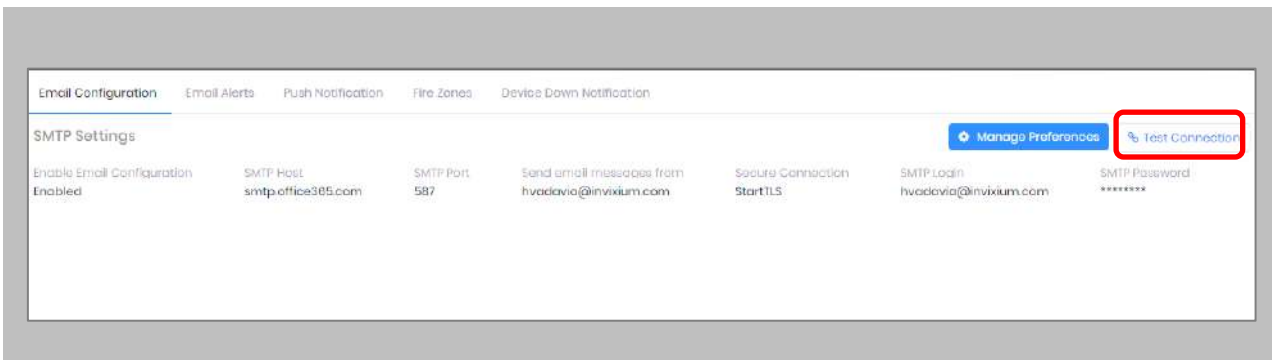 Email Configuration Email Alerts Push Notification Fire Zones Device Down Notification
SMTP Settings Manage Preferences Test Connection
Enable Email Configuration SMTP Host SMTP Port Send email messages from Secure Connection SMTP Login SMTP Password
Enabled smtp.office365.com 587 hvadavia@invixium.com StartTLS hvadavia@invixium.com ********